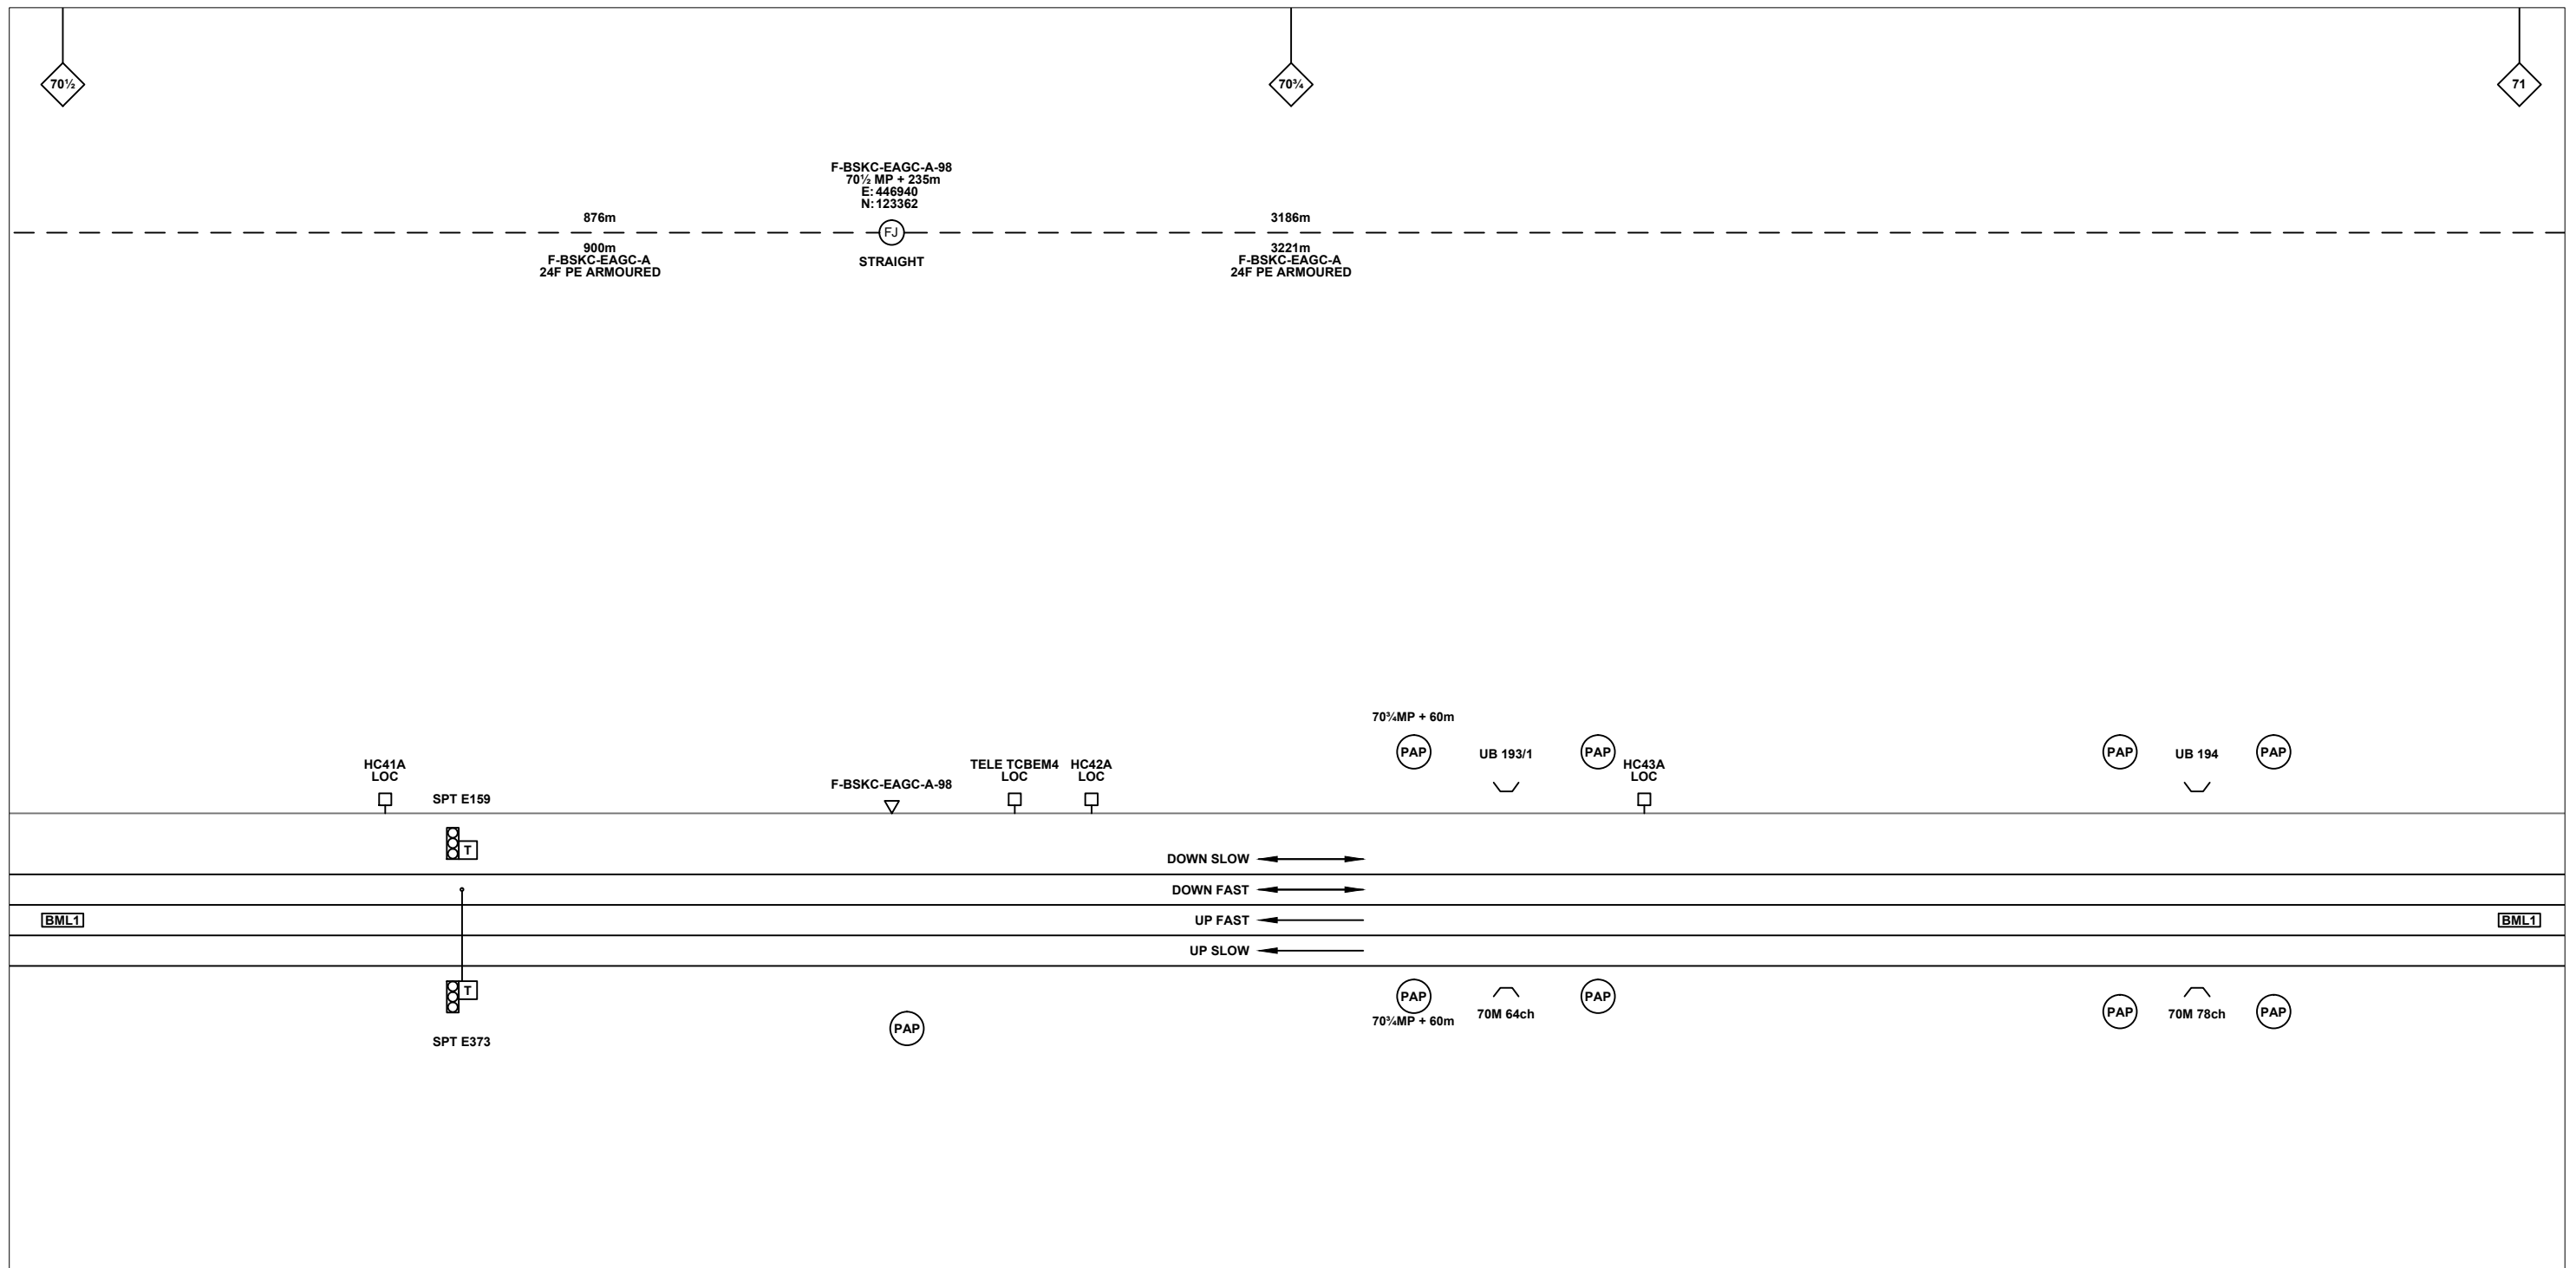 70½
70¾
71
F-BSKC-EAGC-A-98
70½ MP + 235m
E: 446940
N: 123362
876m
3186m
FJ
900m
F-BSKC-EAGC-A
24F PE ARMOURED
STRAIGHT
3221m
F-BSKC-EAGC-A
24F PE ARMOURED
70¾MP + 60m
PAP
UB 193/1
PAP
PAP
UB 194
PAP
HC41A
LOC
SPT E159
F-BSKC-EAGC-A-98
TELE TCBEM4
LOC
HC42A
LOC
HC43A
LOC
T
DOWN SLOW
DOWN FAST
BML1
UP FAST
BML1
UP SLOW
T
SPT E373
PAP
PAP
70¾MP + 60m
70M 64ch
PAP
PAP
70M 78ch
PAP